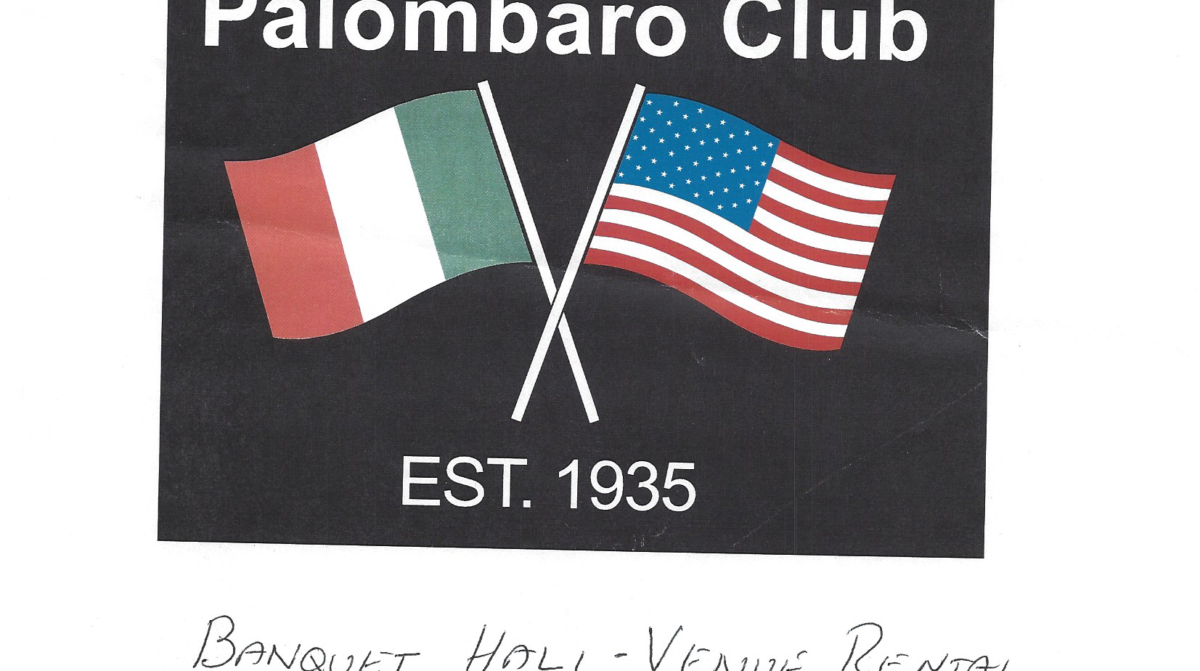 Palombaro Club
EST. 1935
BANQUET HALL - VENUE RENTAL